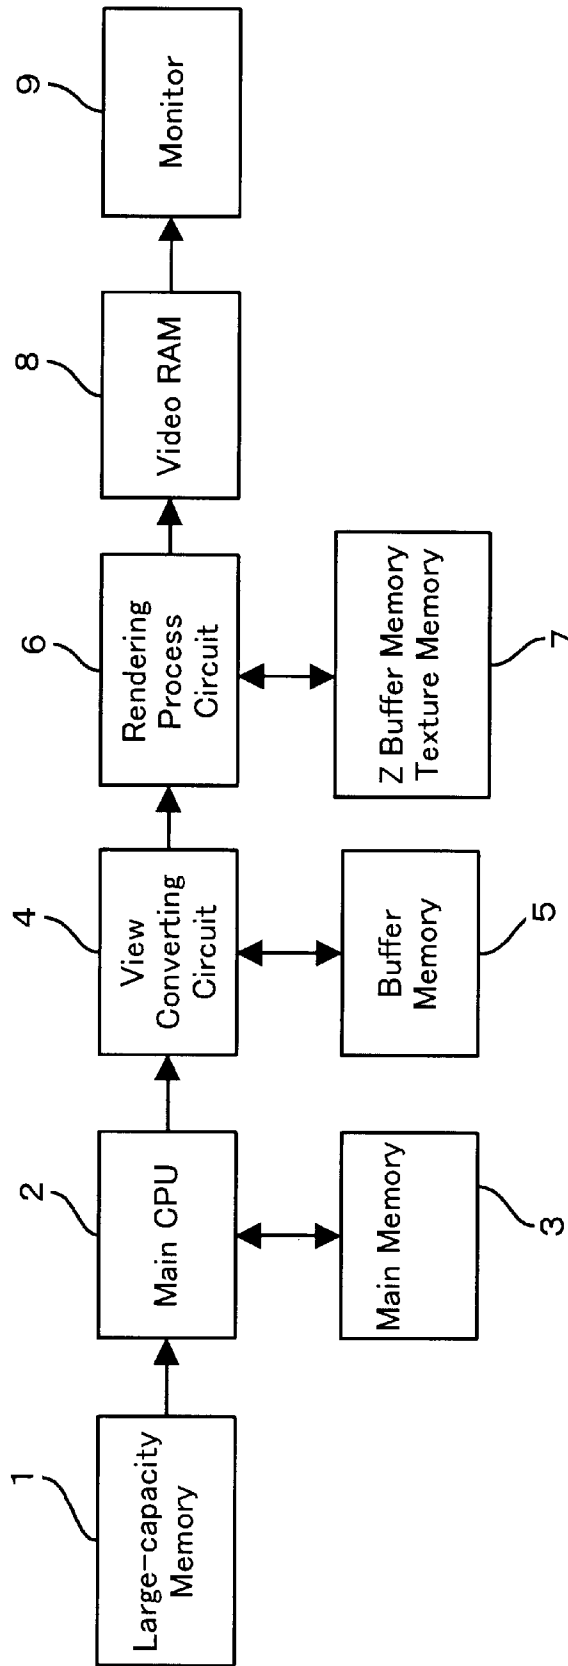 1
Large-capacity
Memory
2
Main CPU
3
Main Memory
4
View
Converting
Circuit
5
Buffer
Memory
6
Rendering
Process
Circuit
7
Z Buffer Memory
Texture Memory
8
Video RAM
9
Monitor